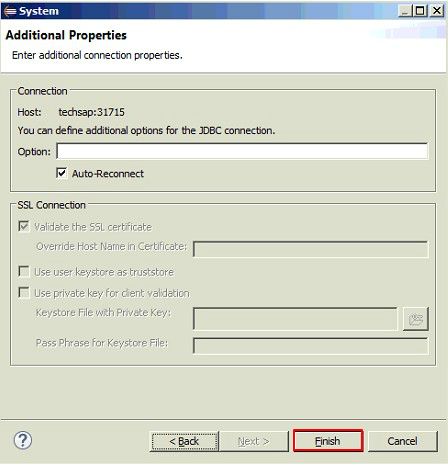 System
Additional Properties
Enter additional connection properties.
Connection
Host: techsap:31715
You can define additional options for the JDBC connection.
Option:
Auto-Reconnect
SSL Connection
Validate the SSL certificate
Override Host Name in Certificate:
Use user keystore as truststore
Use private key for client validation
Keystore File with Private Key:
Pass Phrase for Keystore File:
? < Back Next > Finish Cancel